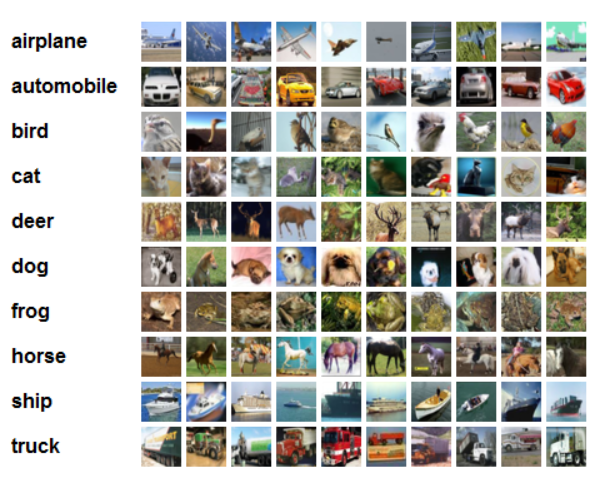 airplane
automobile
bird
cat
deer
dog
frog
horse
ship
truck